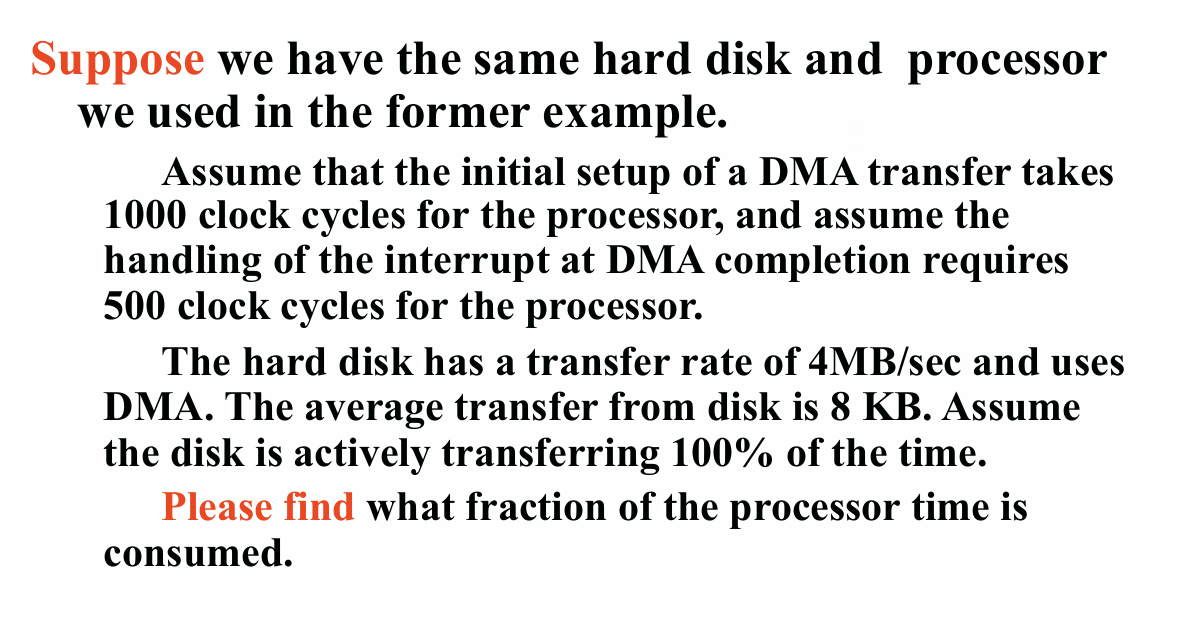 Suppose we have the same hard disk and processor
we used in the former example.
Assume that the initial setup of a DMA transfer takes
1000 clock cycles for the processor, and assume the
handling of the interrupt at DMA completion requires
500 clock cycles for the processor.
The hard disk has a transfer rate of 4MB/sec and uses
DMA. The average transfer from disk is 8 KB. Assume
the disk is actively transferring 100% of the time.
Please find what fraction of the processor time is
consumed.